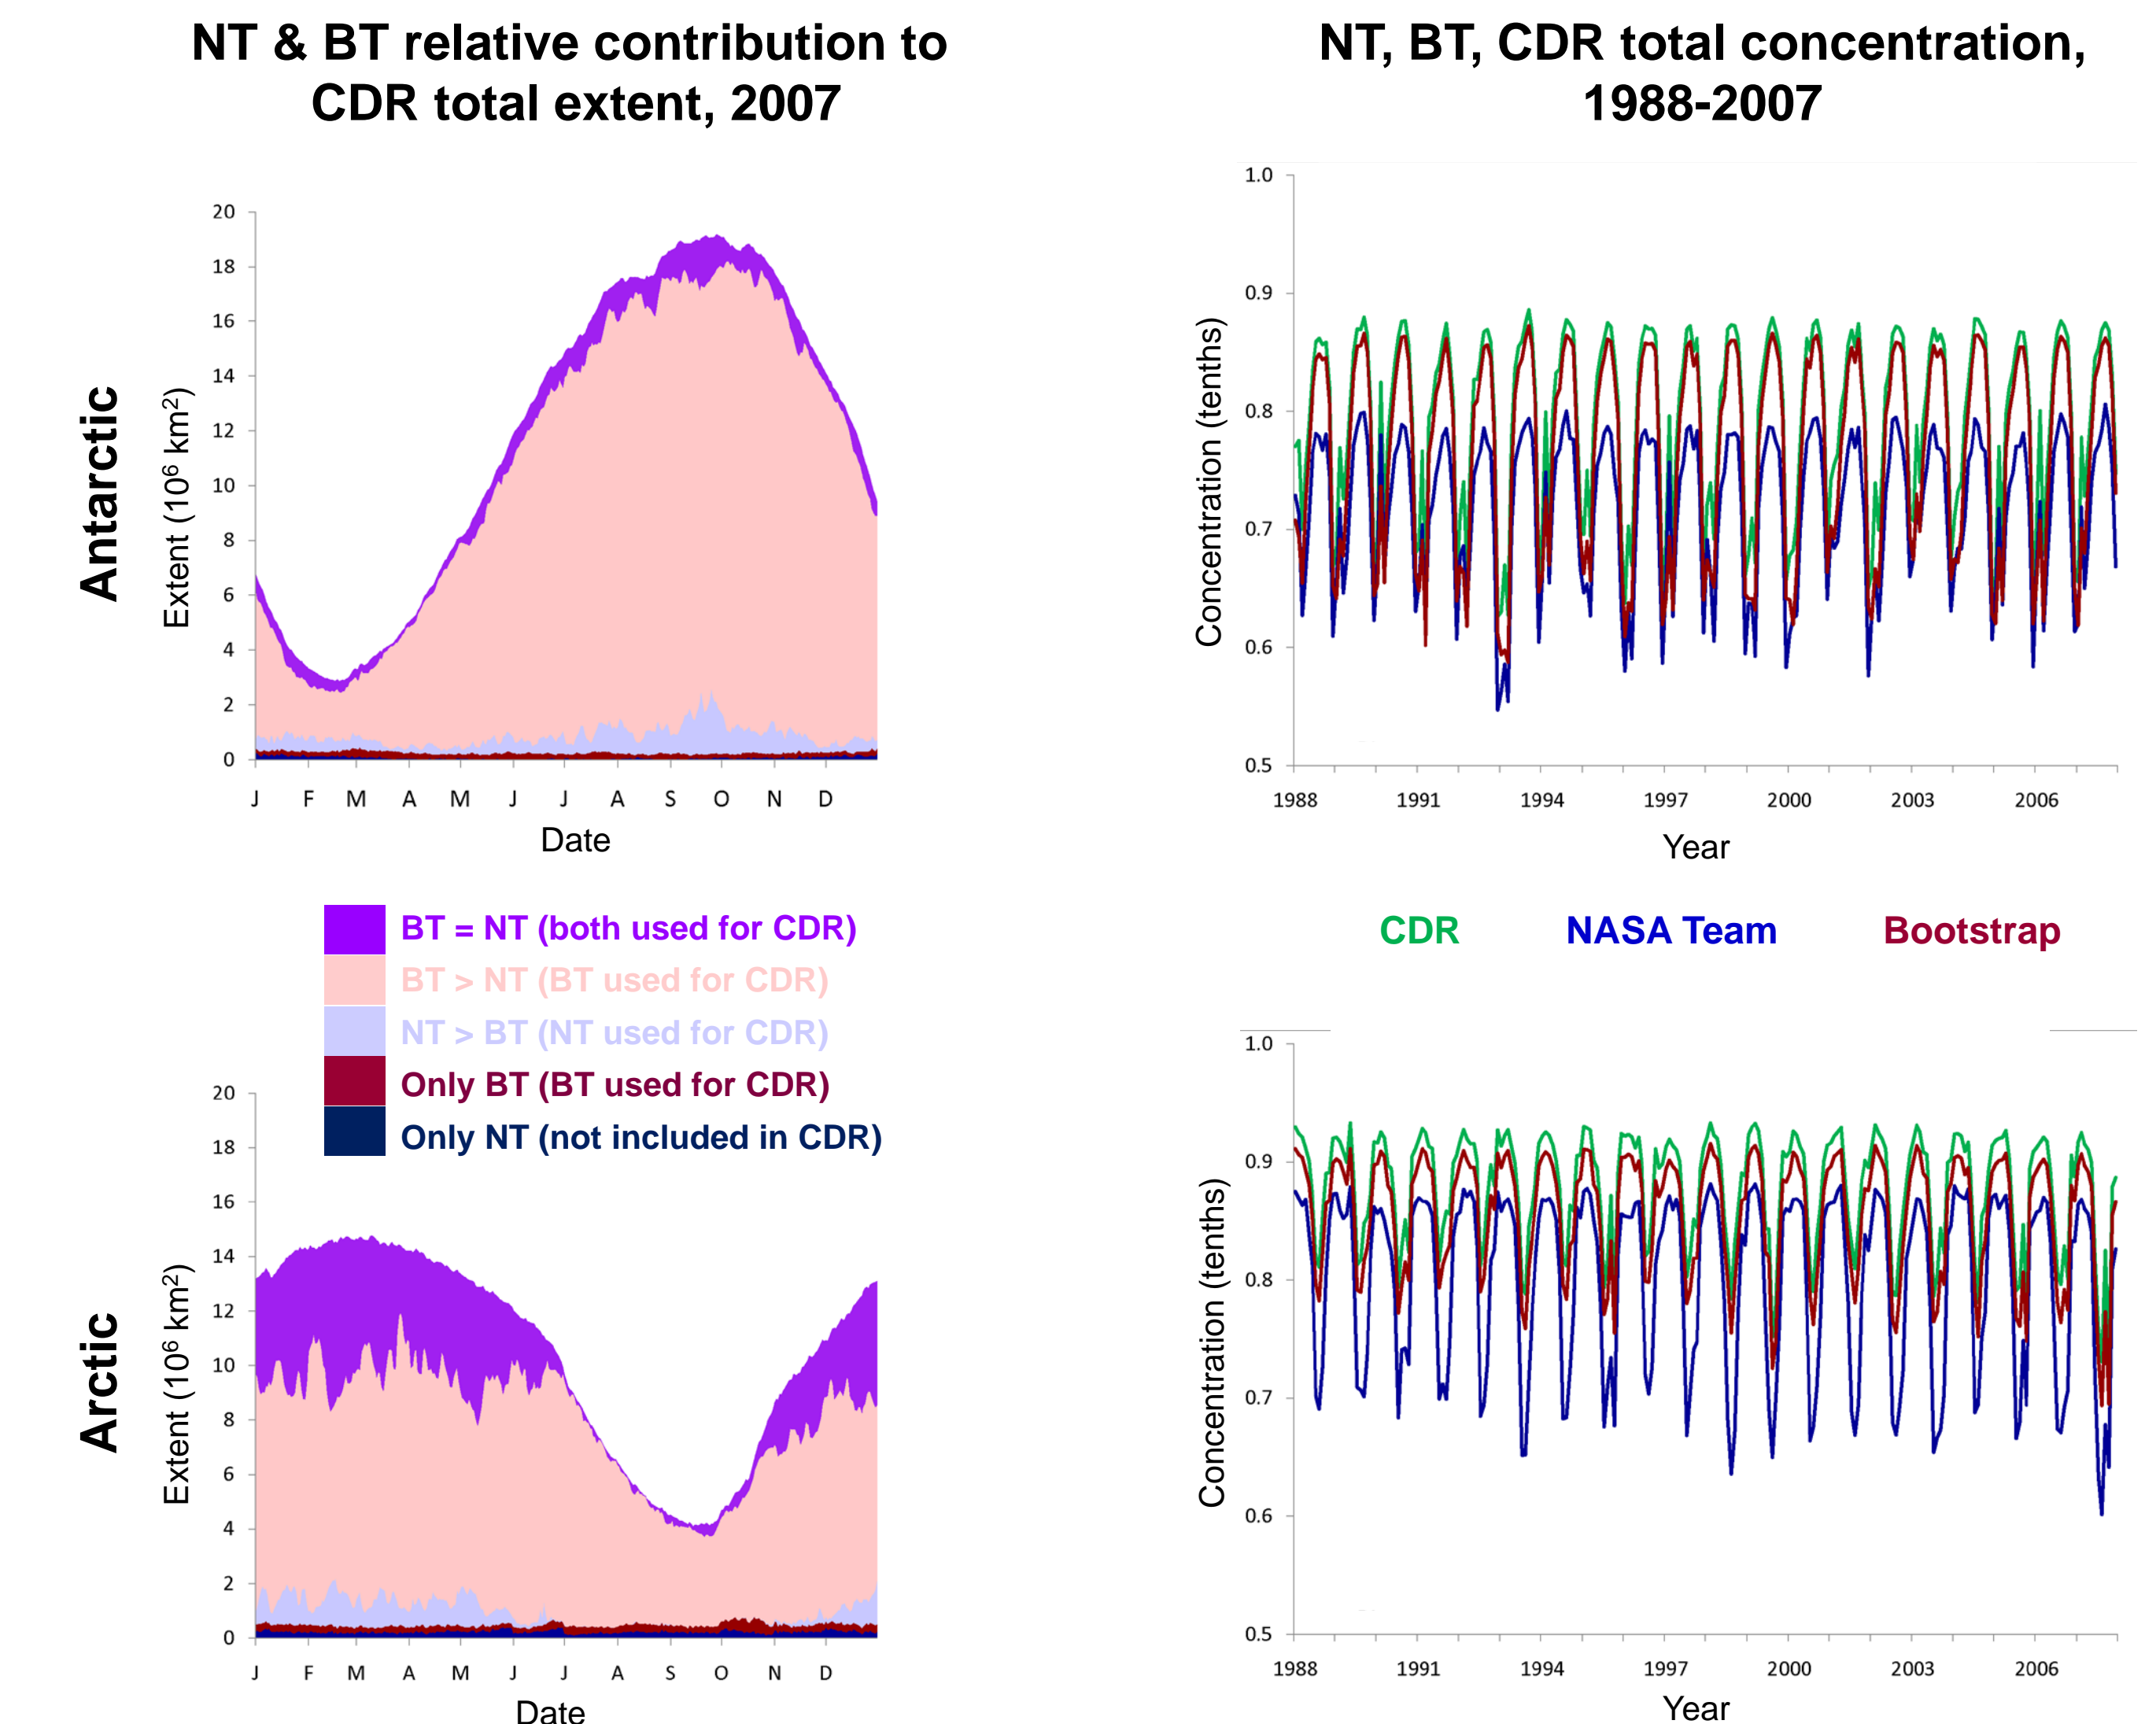 NT & BT relative contribution to
CDR total extent, 2007
NT, BT, CDR total concentration,
1988-2007
Antarctic
Extent (10⁶ km²)
20
18
16
14
12
10
8
6
4
2
0
J F M A M J J A S O N D
Date
Concentration (tenths)
1.0
0.9
0.8
0.7
0.6
0.5
1988 1991 1994 1997 2000 2003 2006
Year
BT = NT (both used for CDR)
BT > NT (BT used for CDR)
NT > BT (NT used for CDR)
Only BT (BT used for CDR)
Only NT (not included in CDR)
CDR NASA Team Bootstrap
Arctic
Extent (10⁶ km²)
20
18
16
14
12
10
8
6
4
2
0
J F M A M J J A S O N D
Date
Concentration (tenths)
1.0
0.9
0.8
0.7
0.6
0.5
1988 1991 1994 1997 2000 2003 2006
Year